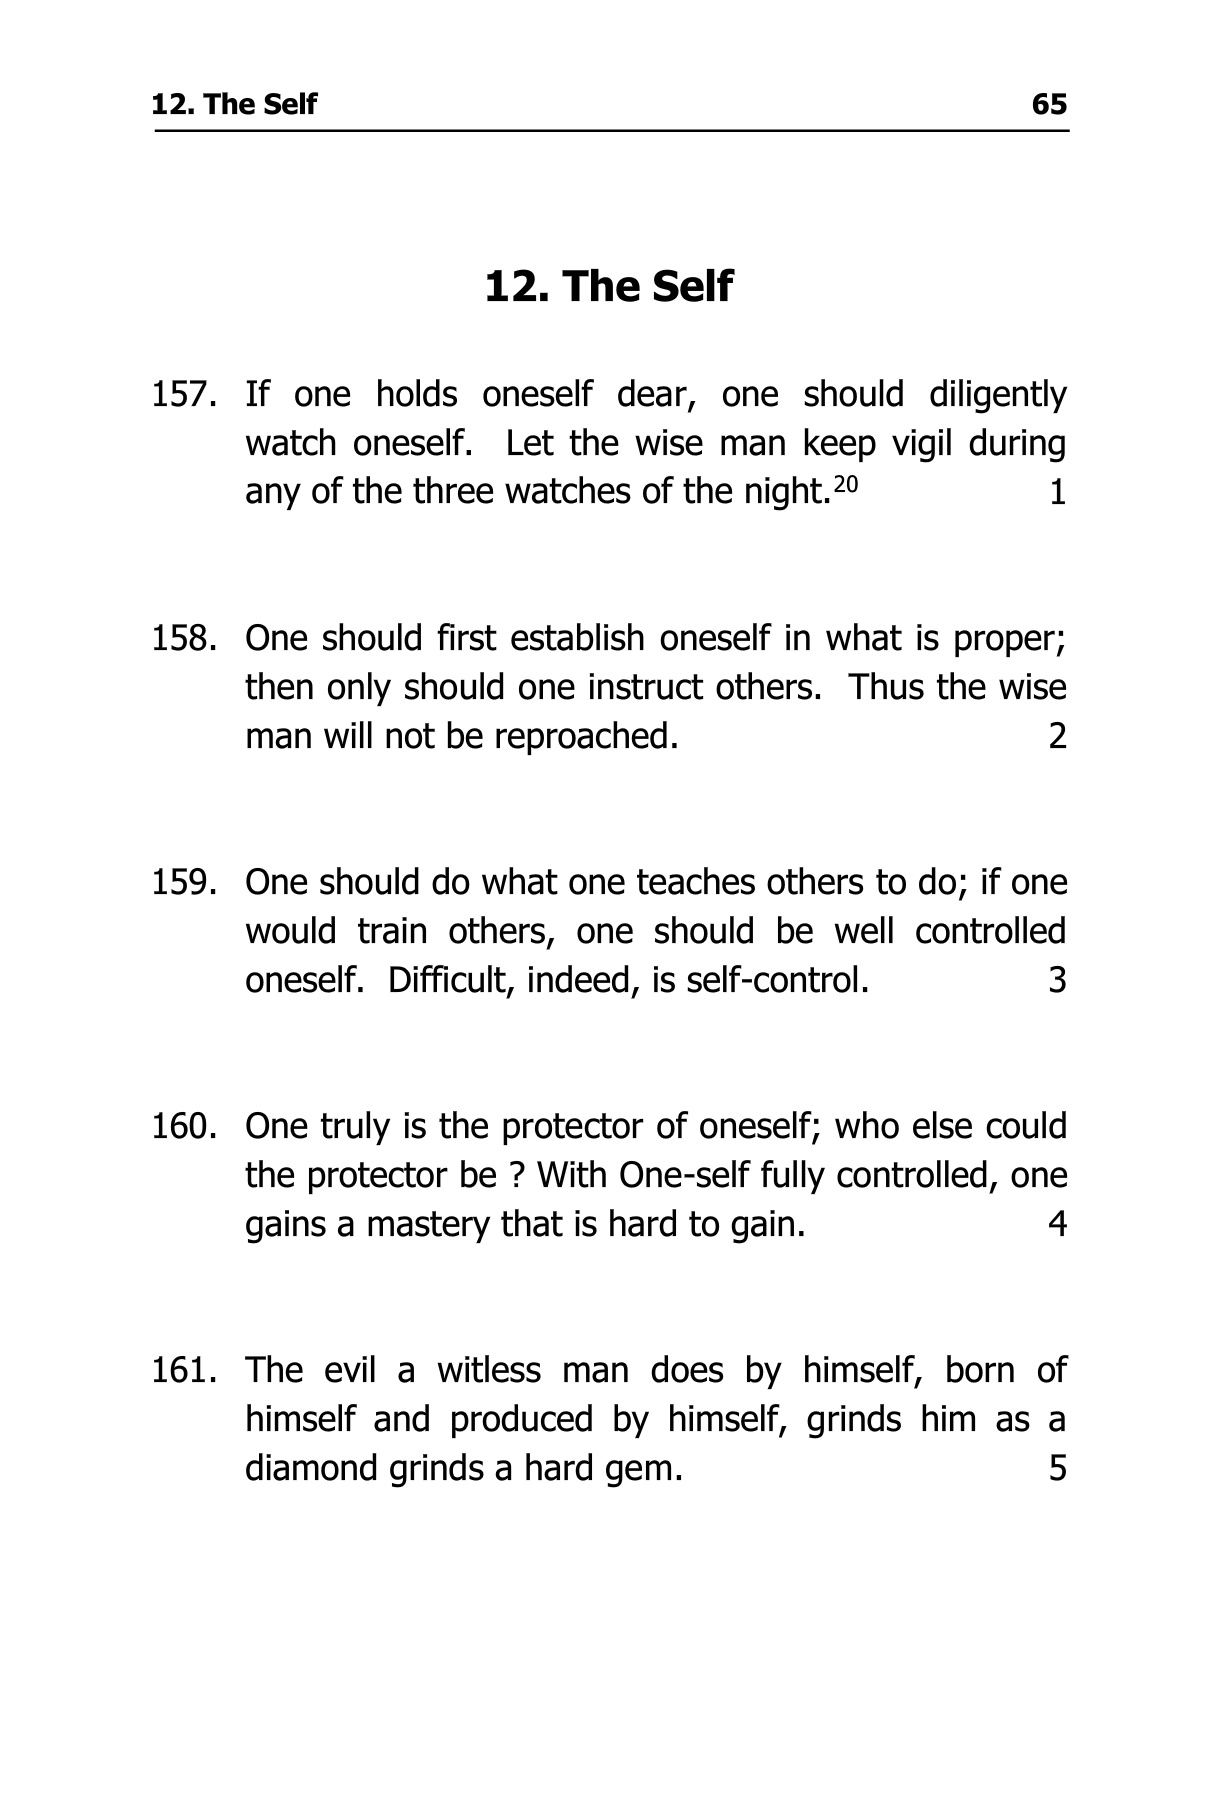 12. The Self 65
12. The Self
157. If one holds oneself dear, one should diligently
watch oneself.  Let the wise man keep vigil during
any of the three watches of the night.20 1
158. One should first establish oneself in what is proper;
then only should one instruct others.  Thus the wise
man will not be reproached. 2
159. One should do what one teaches others to do; if one
would train others, one should be well controlled
oneself.  Difficult, indeed, is self-control. 3
160. One truly is the protector of oneself; who else could
the protector be ? With One-self fully controlled, one
gains a mastery that is hard to gain. 4
161. The evil a witless man does by himself, born of
himself and produced by himself, grinds him as a
diamond grinds a hard gem. 5